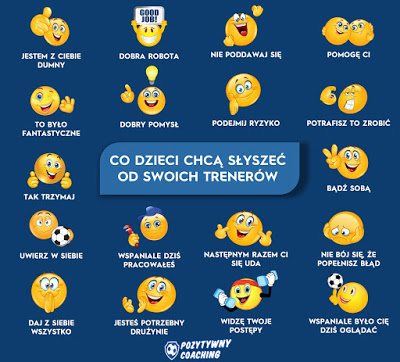 JESTEM Z CIEBIE
DUMNY
GOOD
JOB!
DOBRA ROBOTA
NIE PODDAWAJ SIĘ
POMOGĘ CI
TO BYŁO
FANTASTYCZNE
DOBRY POMYSŁ
PODEJMIJ RYZYKO
POTRAFISZ TO ZROBIĆ
TAK TRZYMAJ
CO DZIECI CHCĄ SŁYSZEĆ
OD SWOICH TRENERÓW
BĄDŹ SOBĄ
UWIERZ W SIEBIE
WSPANIALE DZIŚ
PRACOWAŁEŚ
NASTĘPNYM RAZEM CI
SIĘ UDA
NIE BÓJ SIĘ, ŻE
POPEŁNISZ BŁĄD
DAJ Z SIEBIE
WSZYSTKO
JESTEŚ POTRZEBNY
DRUŻYNIE
WIDZĘ TWOJE
POSTĘPY
WSPANIALE BYŁO CIĘ
DZIŚ OGLĄDAĆ
POZYTYWNY
COACHING